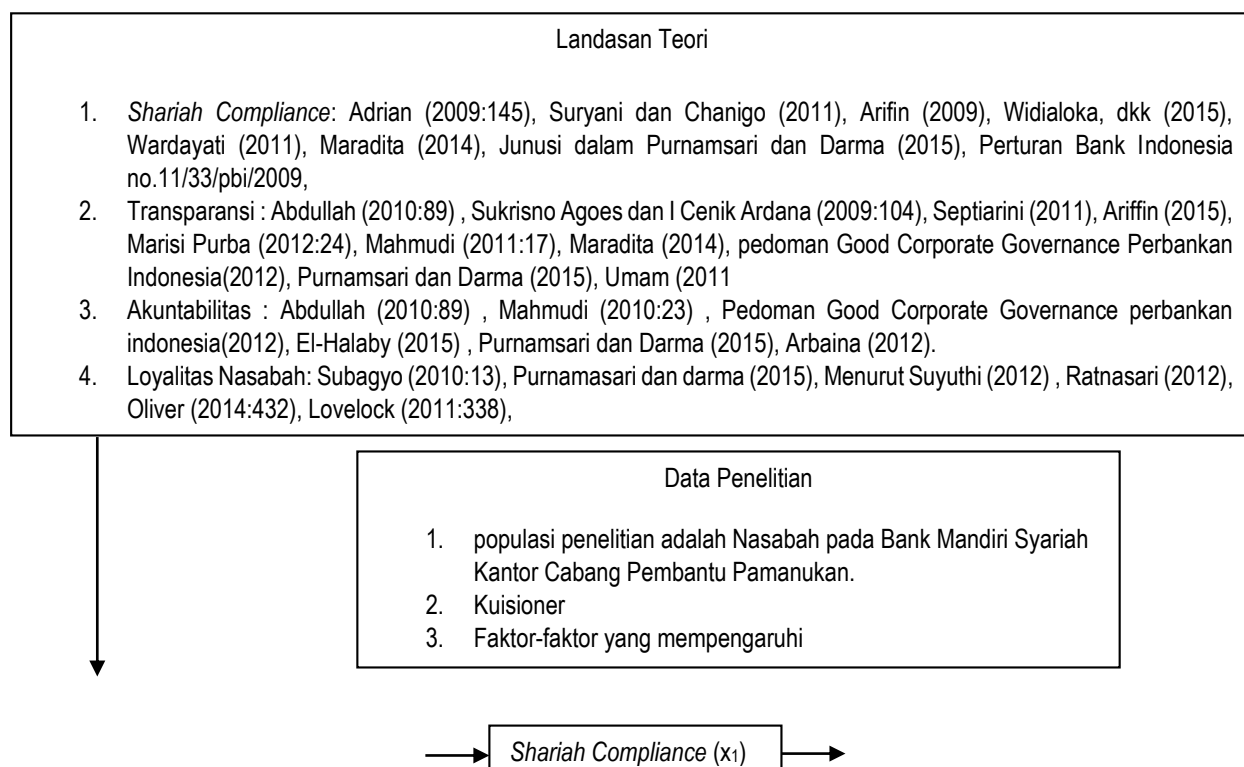 Landasan Teori
1. Shariah Compliance: Adrian (2009:145), Suryani dan Chanigo (2011), Arifin (2009), Widialoka, dkk (2015),
Wardayati (2011), Maradita (2014), Junusi dalam Purnamsari dan Darma (2015), Perturan Bank Indonesia
no.11/33/pbi/2009,
2. Transparansi : Abdullah (2010:89) , Sukrisno Agoes dan I Cenik Ardana (2009:104), Septiarini (2011), Ariffin (2015),
Marisi Purba (2012:24), Mahmudi (2011:17), Maradita (2014), pedoman Good Corporate Governance Perbankan
Indonesia(2012), Purnamsari dan Darma (2015), Umam (2011
3. Akuntabilitas : Abdullah (2010:89) , Mahmudi (2010:23) , Pedoman Good Corporate Governance perbankan
indonesia(2012), El-Halaby (2015) , Purnamsari dan Darma (2015), Arbaina (2012).
4. Loyalitas Nasabah: Subagyo (2010:13), Purnamasari dan darma (2015), Menurut Suyuthi (2012) , Ratnasari (2012),
Oliver (2014:432), Lovelock (2011:338),
Data Penelitian
1. populasi penelitian adalah Nasabah pada Bank Mandiri Syariah
Kantor Cabang Pembantu Pamanukan.
2. Kuisioner
3. Faktor-faktor yang mempengaruhi
Shariah Compliance (x₁)